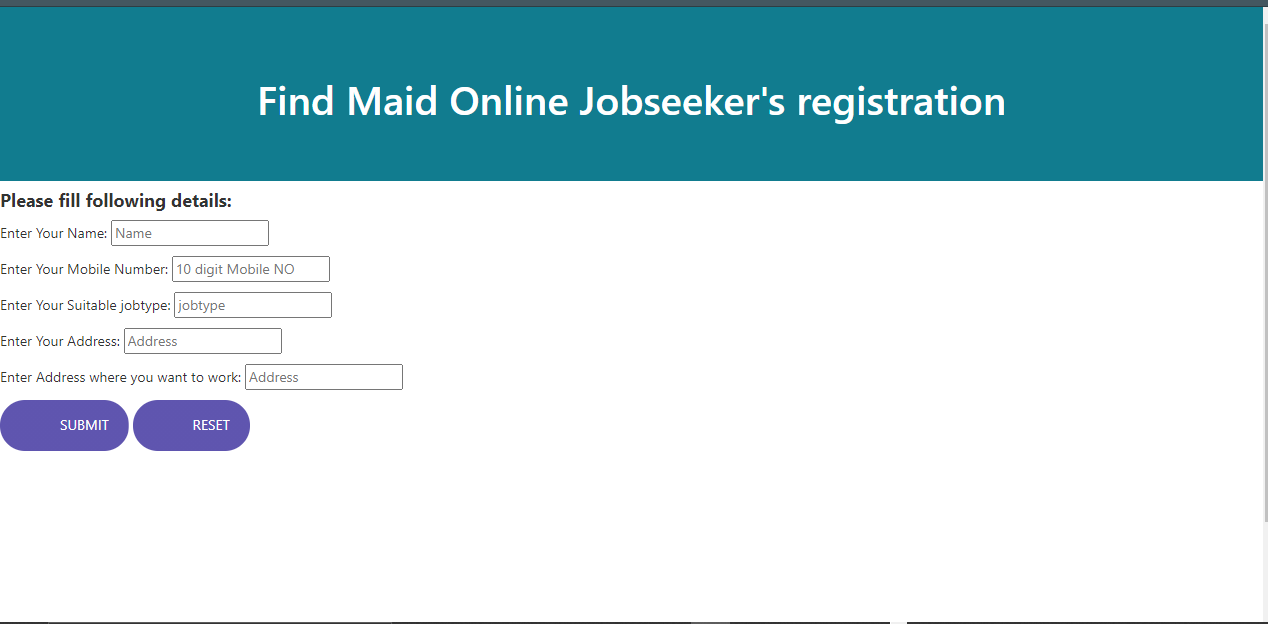 Find Maid Online Jobseeker's registration
Please fill following details:
Enter Your Name: Name
Enter Your Mobile Number: 10 digit Mobile NO
Enter Your Suitable jobtype: jobtype
Enter Your Address: Address
Enter Address where you want to work: Address
SUBMIT RESET